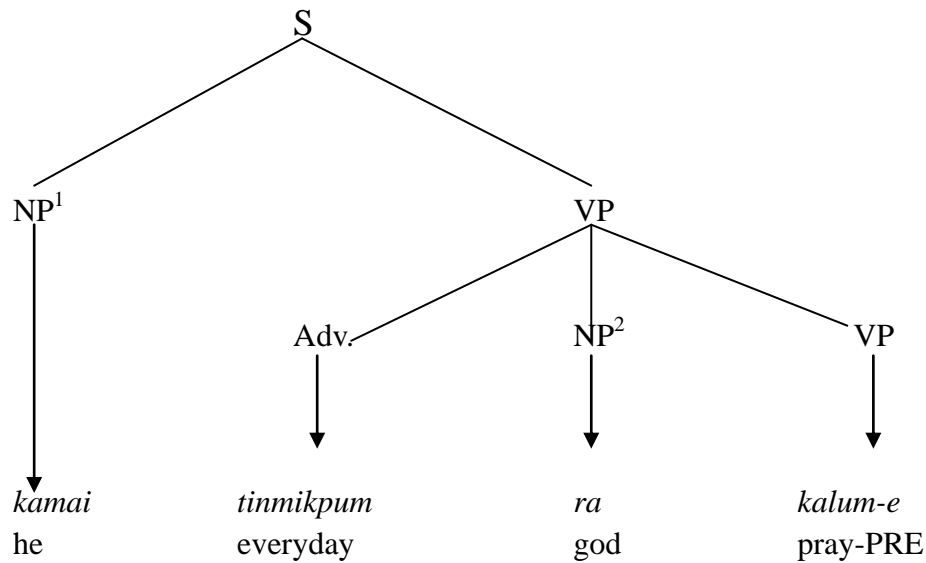 S
NP¹ VP
Adv. NP² VP
kamai tinmikpum ra kalum-e
he everyday god pray-PRE